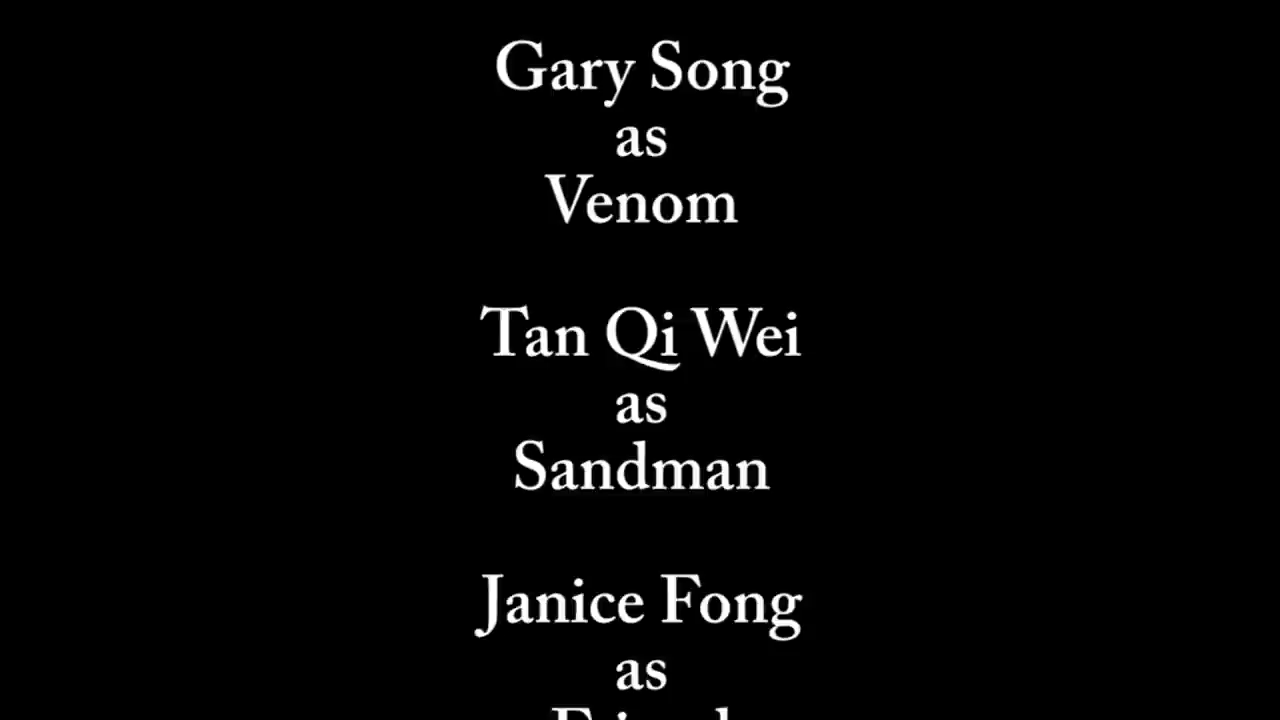 Gary Song
as
Venom
Tan Qi Wei
as
Sandman
Janice Fong
as